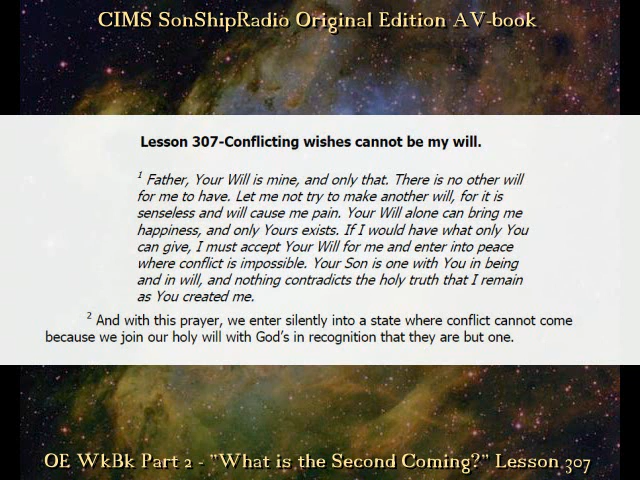 CIMS SonShipRadio Original Edition AV-book
Lesson 307-Conflicting wishes cannot be my will.
1 Father, Your Will is mine, and only that. There is no other will
for me to have. Let me not try to make another will, for it is
senseless and will cause me pain. Your Will alone can bring me
happiness, and only Yours exists. If I would have what only You
can give, I must accept Your Will for me and enter into peace
where conflict is impossible. Your Son is one with You in being
and in will, and nothing contradicts the holy truth that I remain
as You created me.
2 And with this prayer, we enter silently into a state where conflict cannot come
because we join our holy will with God's in recognition that they are but one.
OE WkBk Part 2 - "What is the Second Coming?" Lesson 307